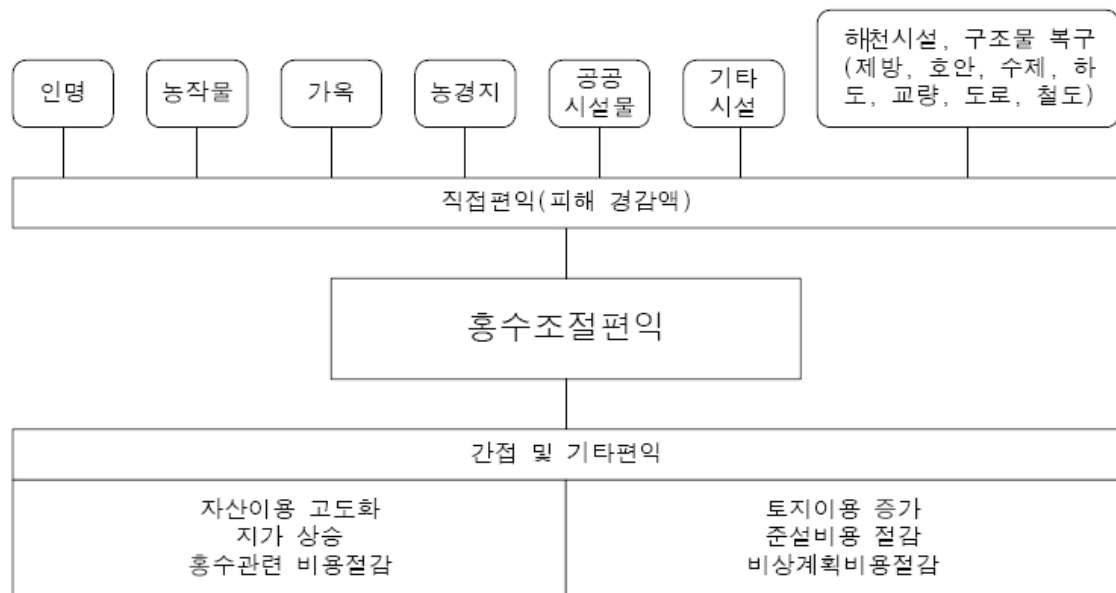 인명
농작물
가옥
농경지
공공
시설물
기타
시설
하천시설, 구조물 복구
(제방, 호안, 수제, 하
도, 교량, 도로, 철도)
직접편익(피해 경감액)
홍수조절편익
간접 및 기타편익
자산이용 고도화
지가 상승
홍수관련 비용절감
토지이용 증가
준설비용 절감
비상계획비용절감